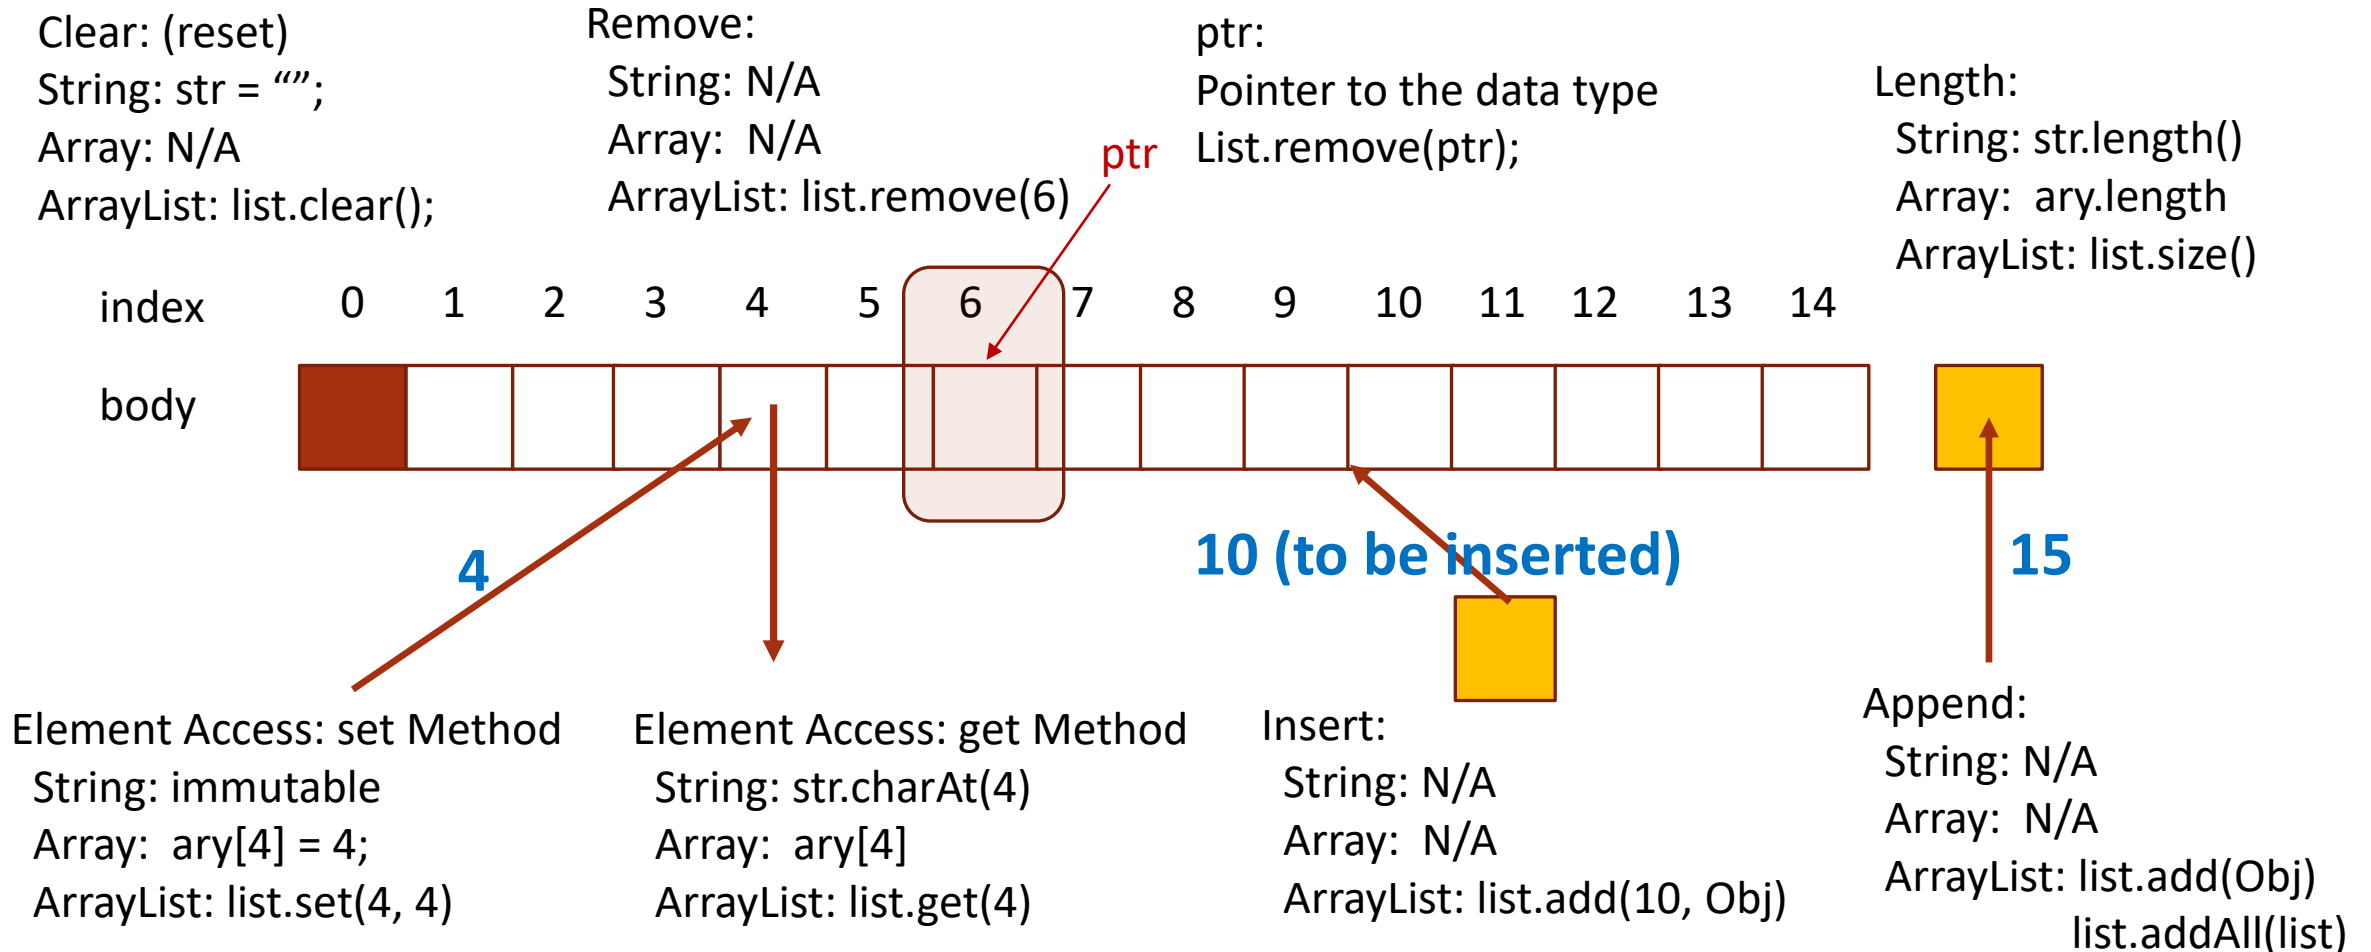 Clear: (reset)
String: str = “”;
Array: N/A
ArrayList: list.clear();
Remove:
String: N/A
Array:  N/A
ArrayList: list.remove(6)
ptr
ptr:
Pointer to the data type
List.remove(ptr);
Length:
String: str.length()
Array:  ary.length
ArrayList: list.size()
index 0 1 2 3 4 5 6 7 8 9 10 11 12 13 14
body
4
10 (to be inserted)
15
Element Access: set Method
String: immutable
Array:  ary[4] = 4;
ArrayList: list.set(4, 4)
Element Access: get Method
String: str.charAt(4)
Array:  ary[4]
ArrayList: list.get(4)
Insert:
String: N/A
Array:  N/A
ArrayList: list.add(10, Obj)
Append:
String: N/A
Array:  N/A
ArrayList: list.add(Obj)
list.addAll(list)